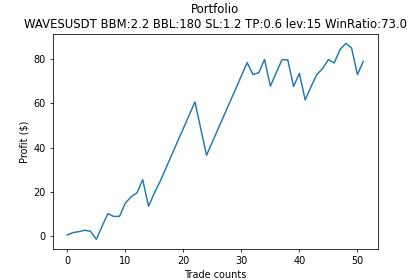 Portfolio
WAVESUSDT BBM:2.2 BBL:180 SL:1.2 TP:0.6 lev:15 WinRatio:73.0
Profit ($)
80
60
40
20
0
0 10 20 30 40 50
Trade counts